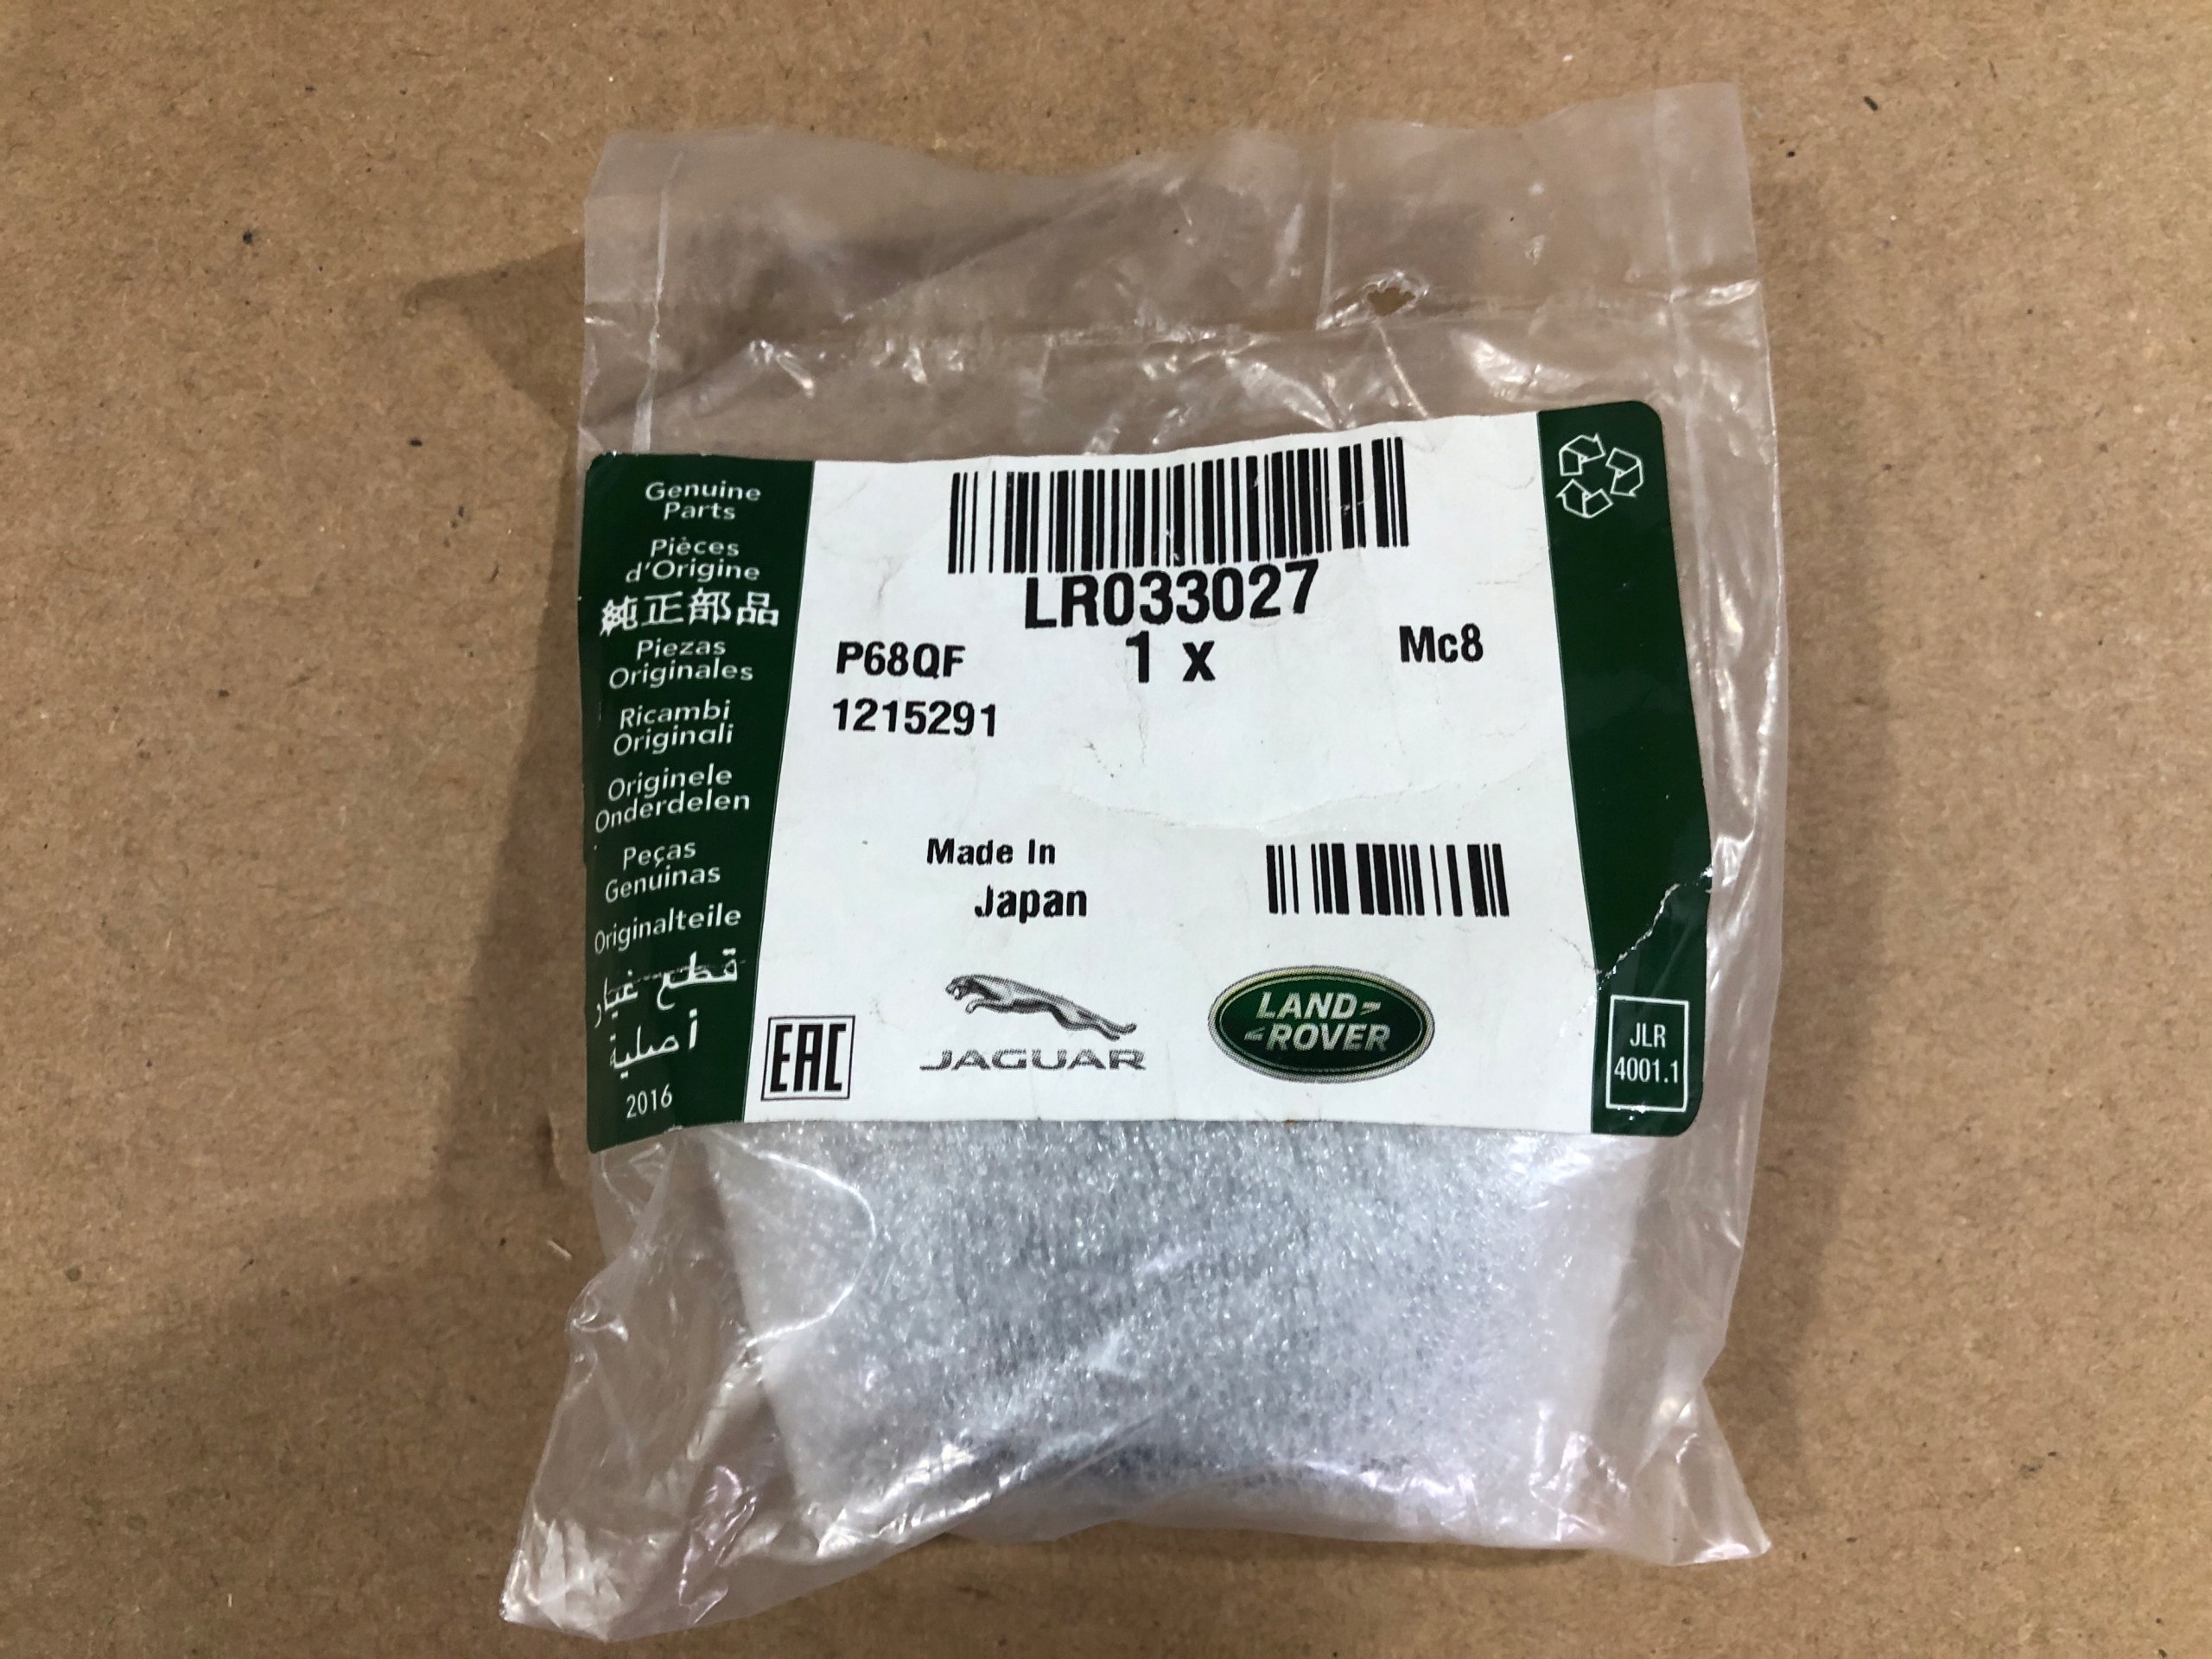 Genuine
Parts
Pièces
d'Origine
純正部品
Piezas
Originales
Ricambi
Originali
Originele
Onderdelen
Peças
Genuinas
Originalteile
قطع غيار
أصلية
2016
LR033027
P68QF
1 x
Mc8
1215291
Made In
Japan
EAC
JAGUAR
LAND
ROVER
JLR
4001.1